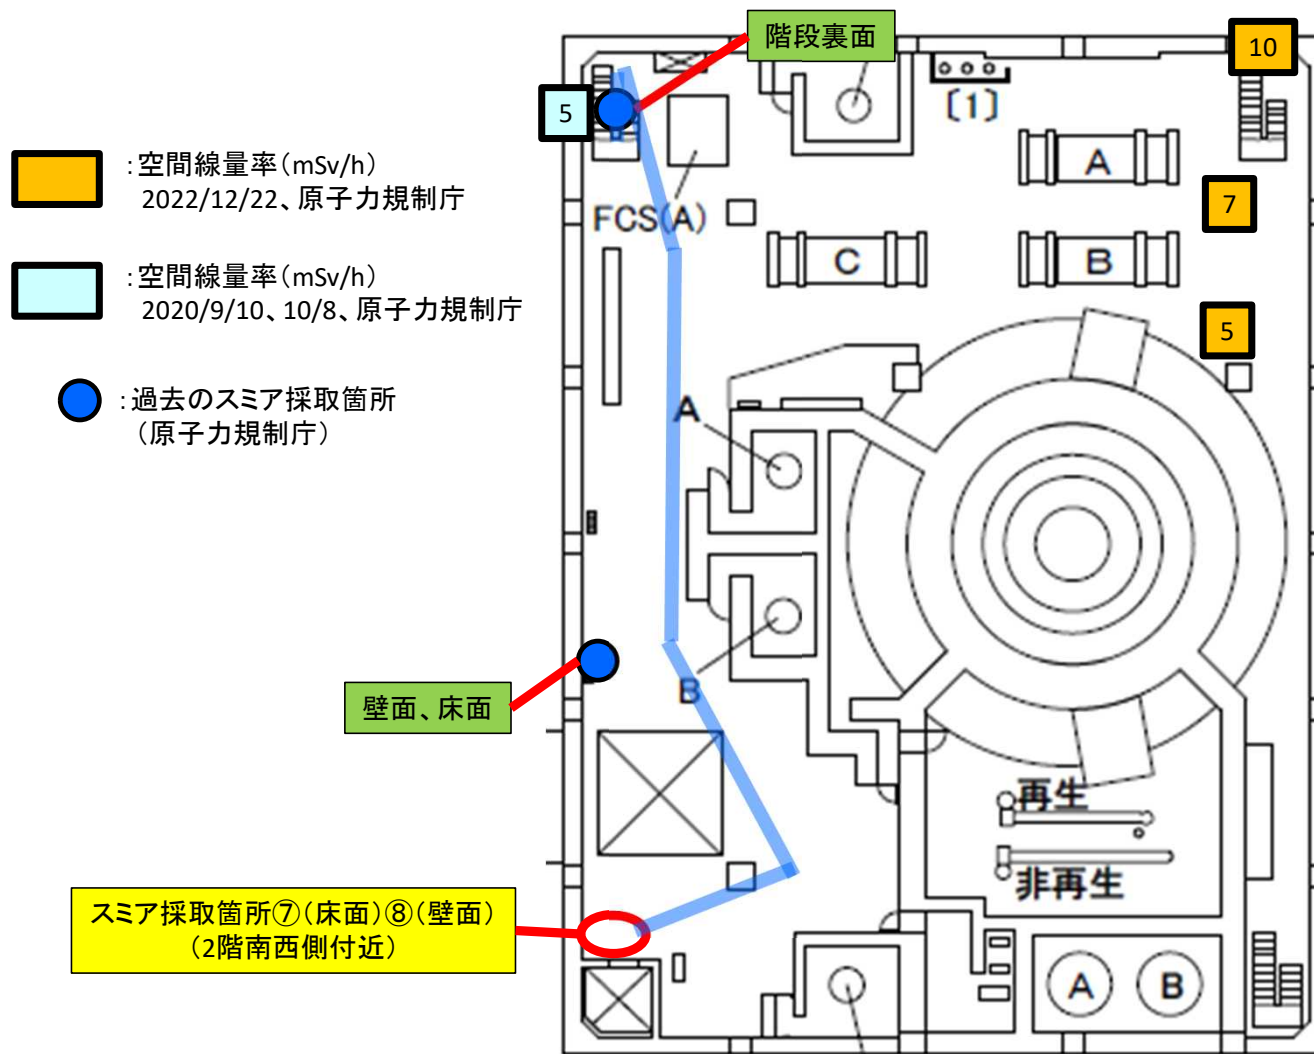 階段裏面
10
〔1〕
5
A
：空間線量率（mSv/h）
2022/12/22、原子力規制庁
7
FCS(A)
C
B
：空間線量率（mSv/h）
2020/9/10、10/8、原子力規制庁
5
：過去のスミア採取箇所
（原子力規制庁）
A
B
壁面、床面
再生
非再生
スミア採取箇所⑦（床面）⑧（壁面）
（2階南西側付近）
A
B